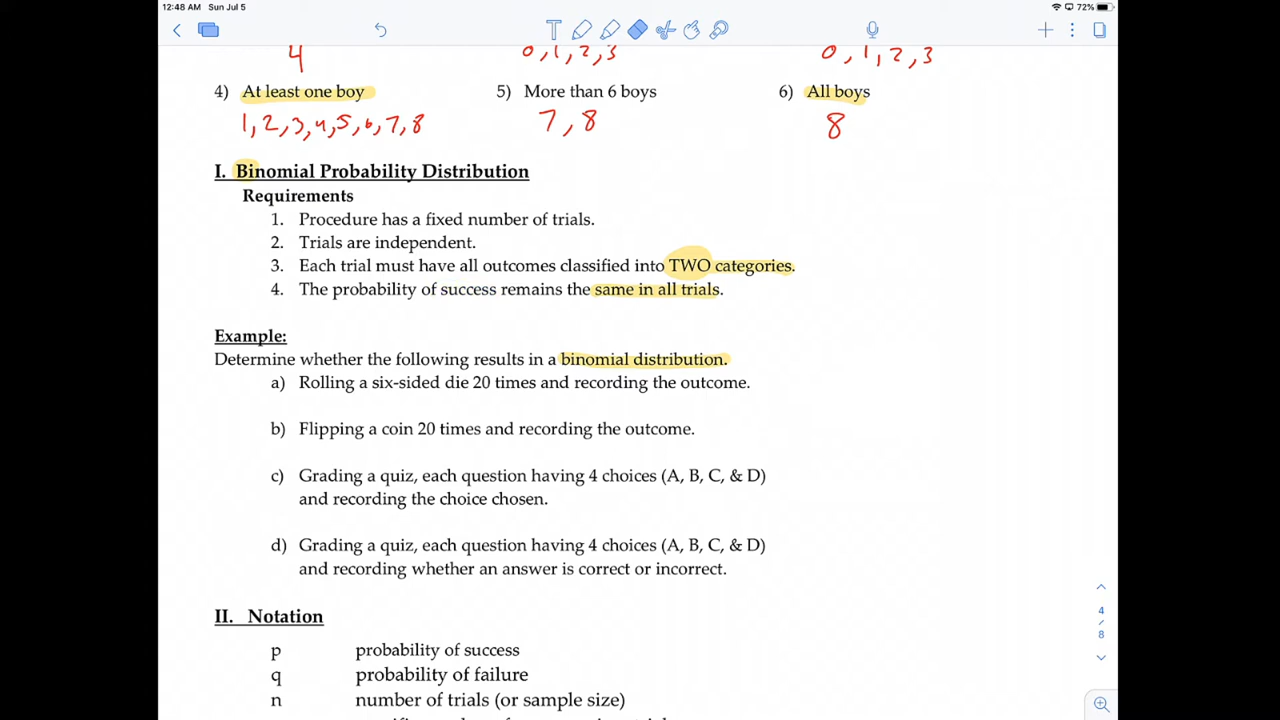 12:48 AM Sun Jul 5 72%
4 0, 1, 2, 3 0, 1, 2, 3
4) At least one boy 5) More than 6 boys 6) All boys
1, 2, 3, 4, 5, 6, 7, 8 7, 8 8
I. Binomial Probability Distribution
Requirements
1. Procedure has a fixed number of trials.
2. Trials are independent.
3. Each trial must have all outcomes classified into TWO categories.
4. The probability of success remains the same in all trials.
Example:
Determine whether the following results in a binomial distribution.
a) Rolling a six-sided die 20 times and recording the outcome.
b) Flipping a coin 20 times and recording the outcome.
c) Grading a quiz, each question having 4 choices (A, B, C, & D)
and recording the choice chosen.
d) Grading a quiz, each question having 4 choices (A, B, C, & D)
and recording whether an answer is correct or incorrect.
4
/
8
II. Notation
p probability of success
q probability of failure
n number of trials (or sample size)